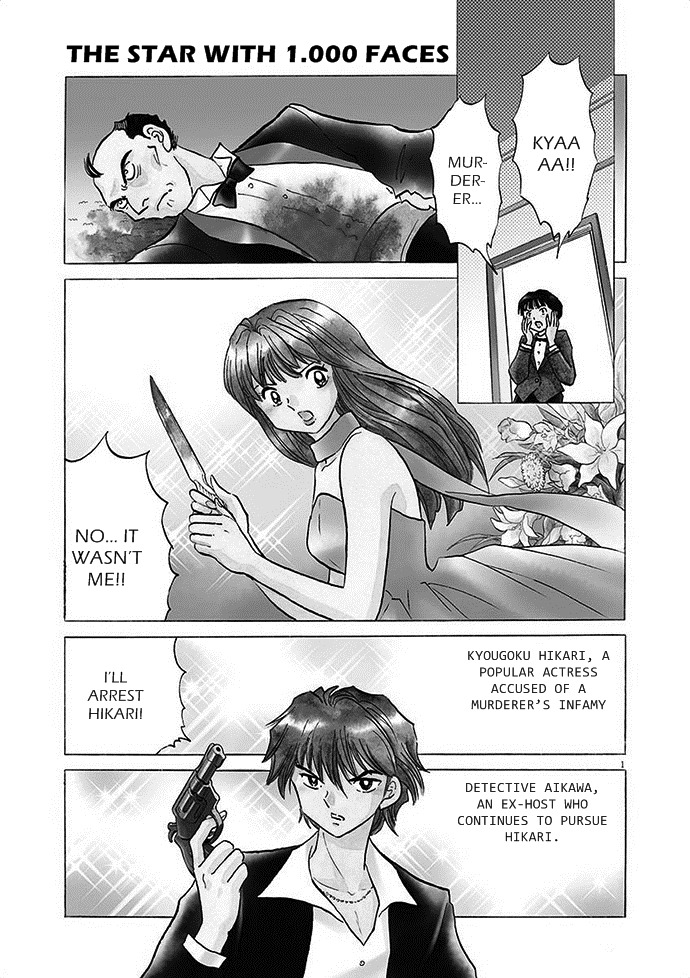 THE STAR WITH 1.000 FACES
KYAA
AA!!
MUR-
DER-
ER...
NO... IT
WASN'T
ME!!
KYOUGOKU HIKARI, A
POPULAR ACTRESS
ACCUSED OF A
MURDERER'S INFAMY
I'LL
ARREST
HIKARI!
1
DETECTIVE AIKAWA,
AN EX-HOST WHO
CONTINUES TO PURSUE
HIKARI.